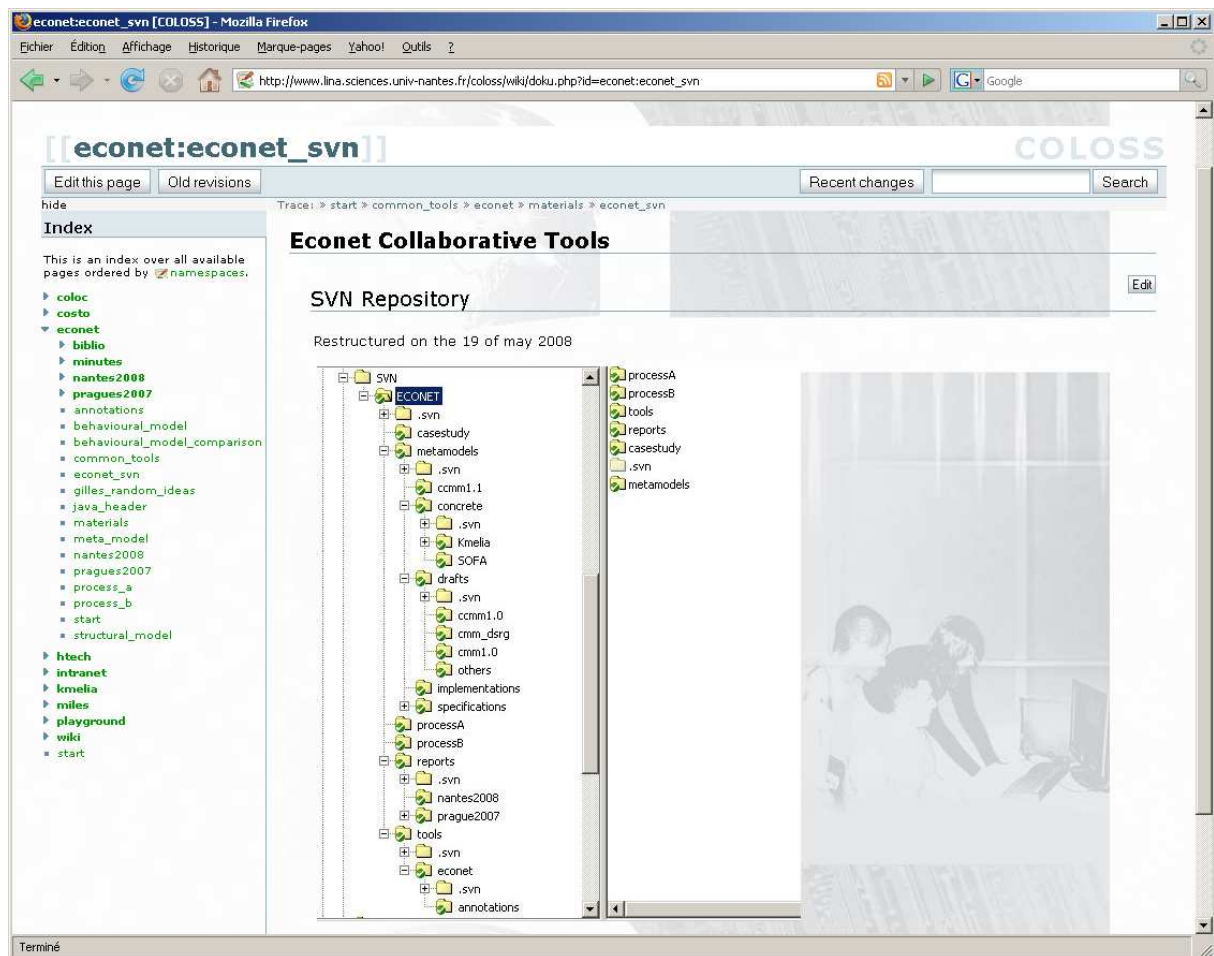 econet:econet_svn [COLOSS] - Mozilla Firefox
Eichier Édition Affichage Historique Marque-pages Yahoo! Outils ?
http://www.lina.sciences.univ-nantes.fr/coloss/wiki/doku.php?id=econet:econet_svn
G Google
[[econet:econet_svn]]
COLOSS
Edit this page Old revisions Recent changes Search
hide
Trace: » start » common_tools » econet » materials » econet_svn
Index
This is an index over all available
pages ordered by namespaces.
coloc
costo
econet
biblio
minutes
nantes2008
pragues2007
annotations
behavioural_model
behavioural_model_comparison
common_tools
econet_svn
gilles_random_ideas
java_header
materials
meta_model
nantes2008
pragues2007
process_a
process_b
start
structural_model
htech
intranet
kmelia
miles
playground
wiki
start
Econet Collaborative Tools
Edit
SVN Repository
Restructured on the 19 of may 2008
SVN
ECONET
.svn
casestudy
metamodels
.svn
ccmm1.1
concrete
.svn
Kmelia
SOFA
drafts
.svn
ccmm1.0
cmm_dsrg
cmm1.0
others
implementations
specifications
processA
processB
reports
.svn
nantes2008
prague2007
tools
.svn
econet
.svn
annotations
processA
processB
tools
reports
casestudy
.svn
metamodels
Terminé